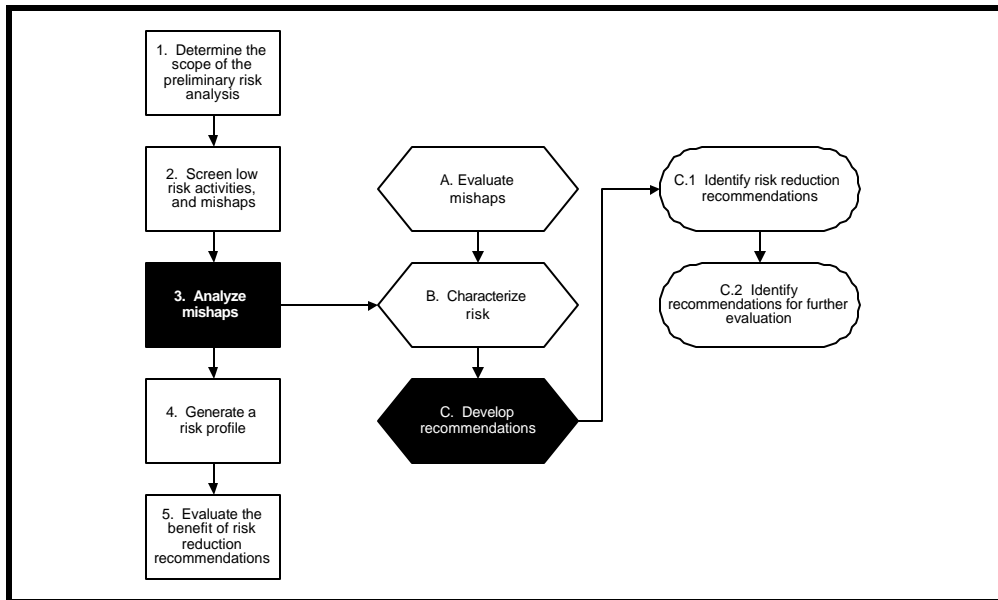 1. Determine the
scope of the
preliminary risk
analysis
2. Screen low
risk activities,
and mishaps
3. Analyze
mishaps
4. Generate a
risk profile
5. Evaluate the
benefit of risk
reduction
recommendations
A. Evaluate
mishaps
B. Characterize
risk
C. Develop
recommendations
C.1 Identify risk reduction
recommendations
C.2 Identify
recommendations for further
evaluation